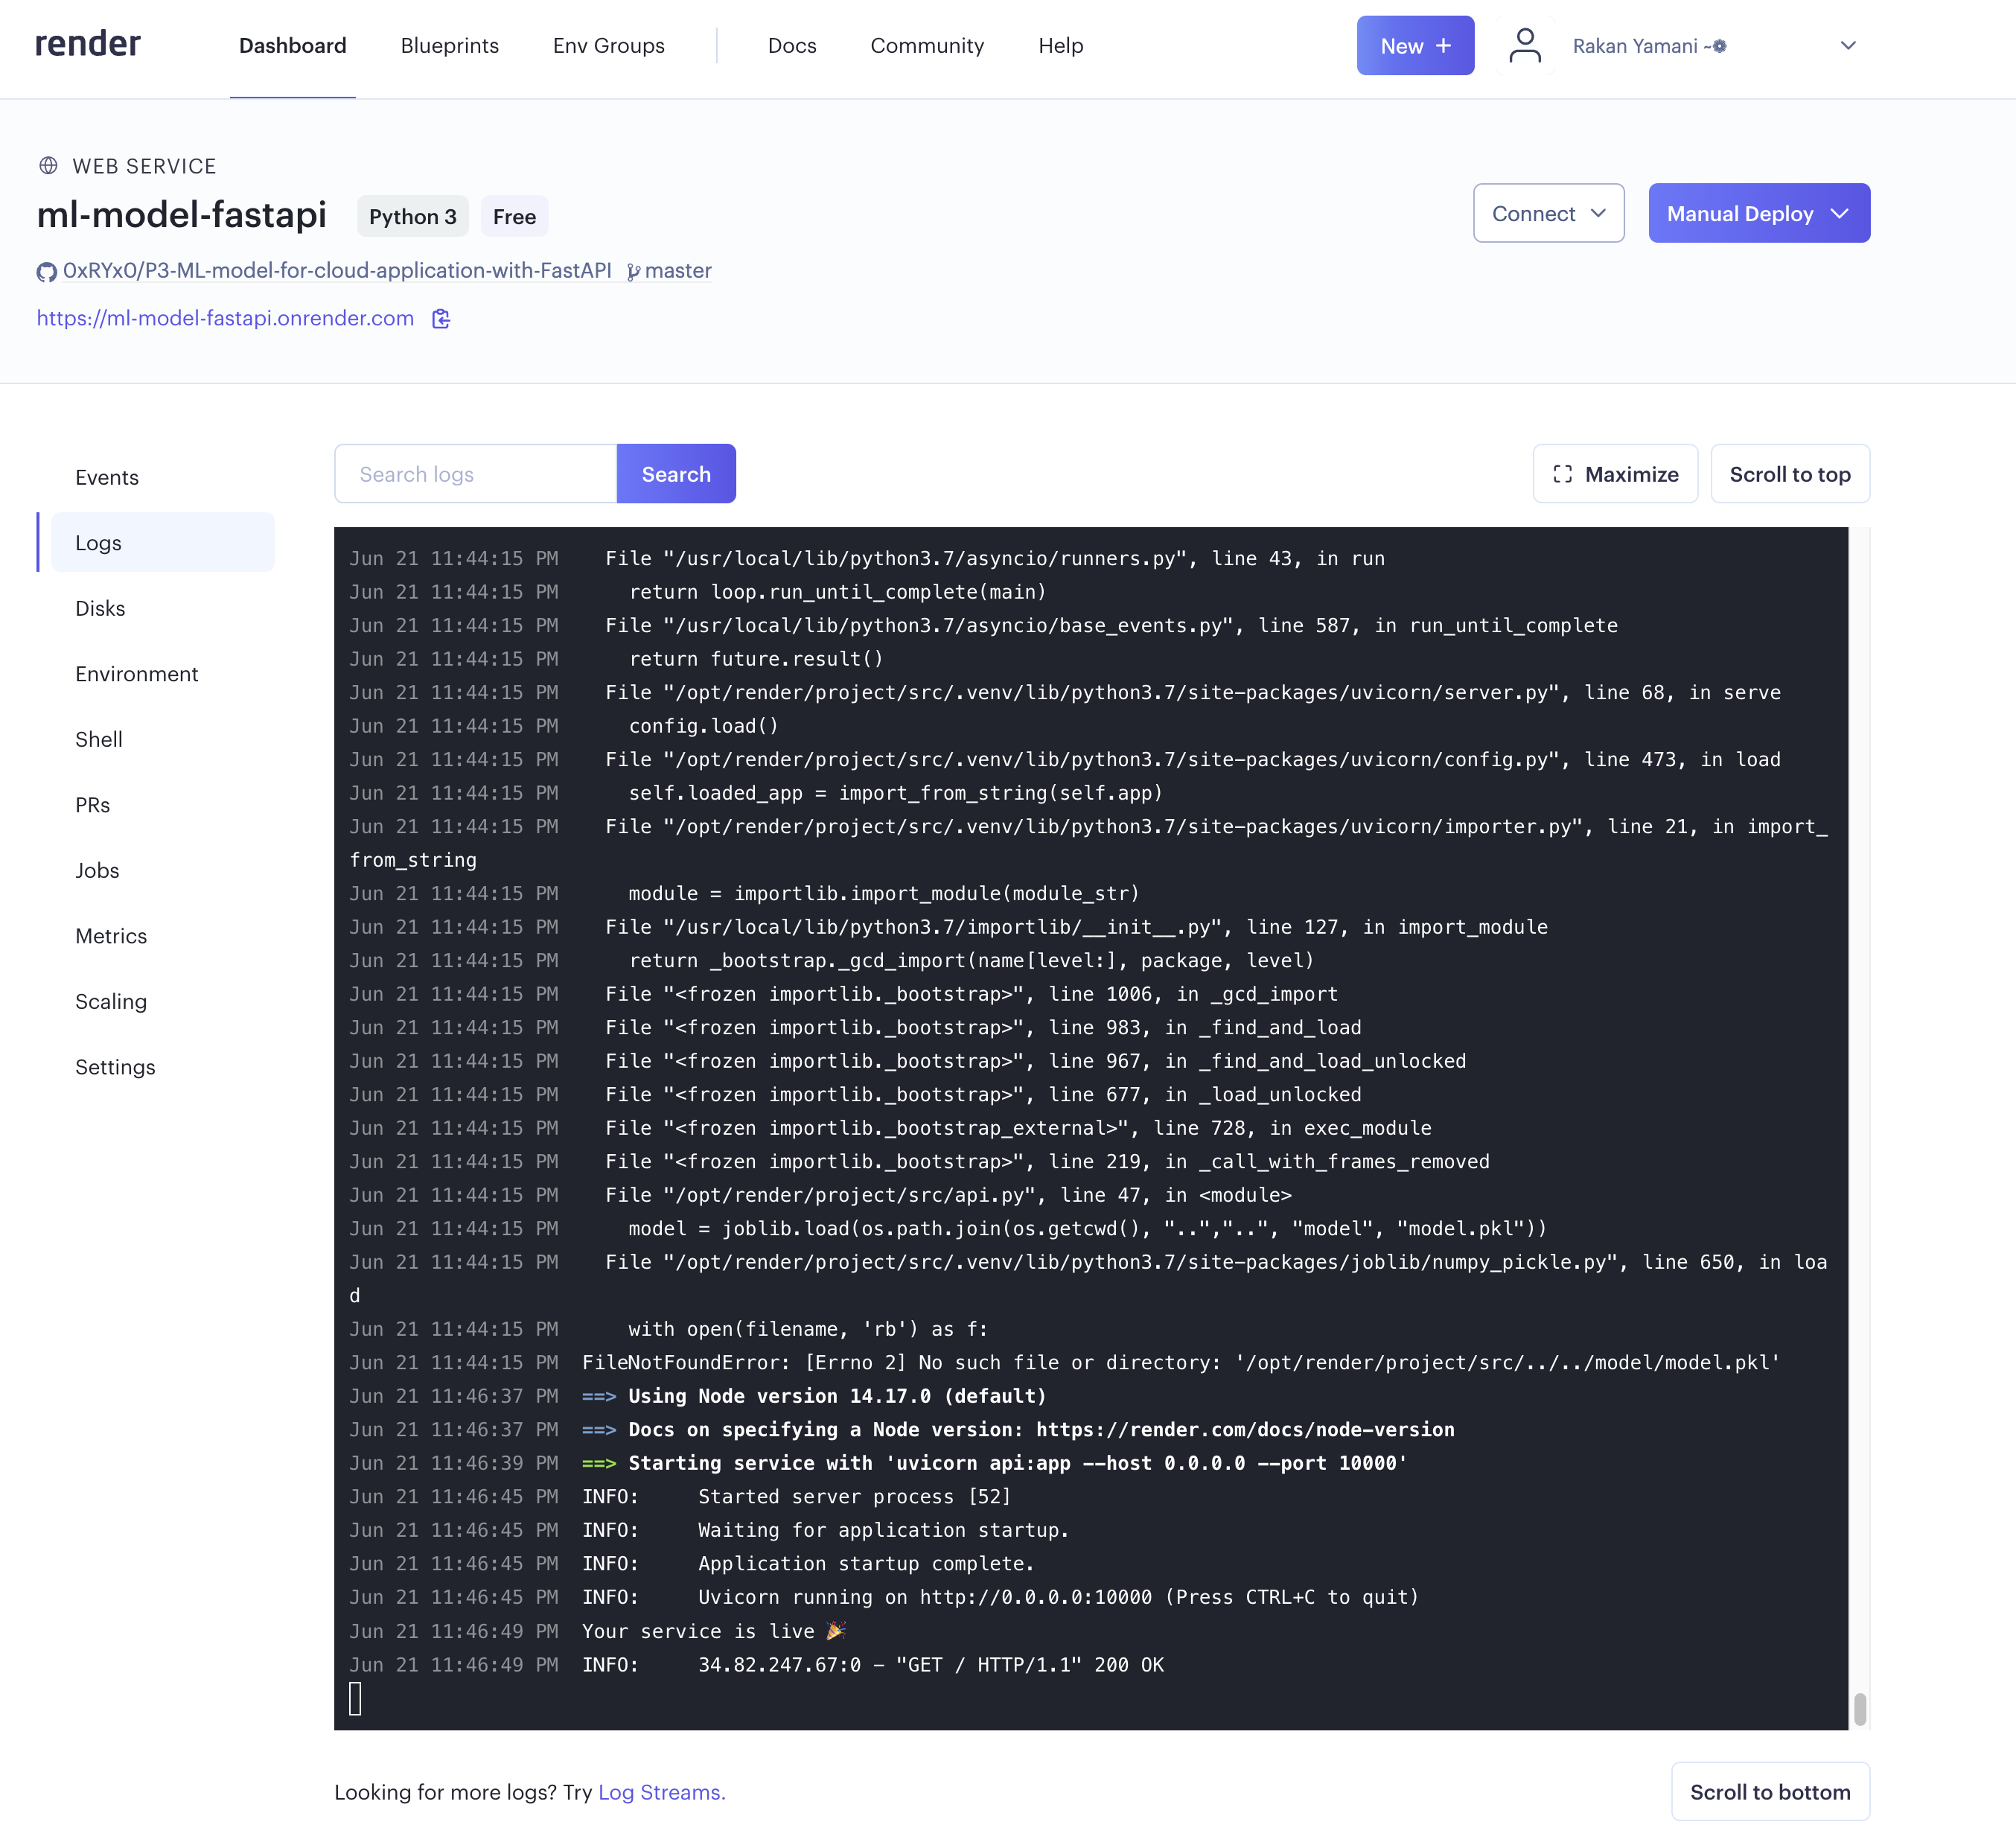 render
Dashboard
Blueprints
Env Groups
Docs
Community
Help
New +
Rakan Yamani ~
WEB SERVICE
ml-model-fastapi
Python 3
Free
Connect
Manual Deploy
0xRYx0/P3-ML-model-for-cloud-application-with-FastAPI master
https://ml-model-fastapi.onrender.com
Events
Logs
Disks
Environment
Shell
PRs
Jobs
Metrics
Scaling
Settings
Search logs
Search
Maximize
Scroll to top
Jun 21 11:44:15 PM    File "/usr/local/lib/python3.7/asyncio/runners.py", line 43, in run
Jun 21 11:44:15 PM      return loop.run_until_complete(main)
Jun 21 11:44:15 PM    File "/usr/local/lib/python3.7/asyncio/base_events.py", line 587, in run_until_complete
Jun 21 11:44:15 PM      return future.result()
Jun 21 11:44:15 PM    File "/opt/render/project/src/.venv/lib/python3.7/site-packages/uvicorn/server.py", line 68, in serve
Jun 21 11:44:15 PM      config.load()
Jun 21 11:44:15 PM    File "/opt/render/project/src/.venv/lib/python3.7/site-packages/uvicorn/config.py", line 473, in load
Jun 21 11:44:15 PM      self.loaded_app = import_from_string(self.app)
Jun 21 11:44:15 PM    File "/opt/render/project/src/.venv/lib/python3.7/site-packages/uvicorn/importer.py", line 21, in import_
from_string
Jun 21 11:44:15 PM      module = importlib.import_module(module_str)
Jun 21 11:44:15 PM    File "/usr/local/lib/python3.7/importlib/__init__.py", line 127, in import_module
Jun 21 11:44:15 PM      return _bootstrap._gcd_import(name[level:], package, level)
Jun 21 11:44:15 PM    File "<frozen importlib._bootstrap>", line 1006, in _gcd_import
Jun 21 11:44:15 PM    File "<frozen importlib._bootstrap>", line 983, in _find_and_load
Jun 21 11:44:15 PM    File "<frozen importlib._bootstrap>", line 967, in _find_and_load_unlocked
Jun 21 11:44:15 PM    File "<frozen importlib._bootstrap>", line 677, in _load_unlocked
Jun 21 11:44:15 PM    File "<frozen importlib._bootstrap_external>", line 728, in exec_module
Jun 21 11:44:15 PM    File "<frozen importlib._bootstrap>", line 219, in _call_with_frames_removed
Jun 21 11:44:15 PM    File "/opt/render/project/src/api.py", line 47, in <module>
Jun 21 11:44:15 PM      model = joblib.load(os.path.join(os.getcwd(), "..","..", "model", "model.pkl"))
Jun 21 11:44:15 PM    File "/opt/render/project/src/.venv/lib/python3.7/site-packages/joblib/numpy_pickle.py", line 650, in loa
d
Jun 21 11:44:15 PM      with open(filename, 'rb') as f:
Jun 21 11:44:15 PM  FileNotFoundError: [Errno 2] No such file or directory: '/opt/render/project/src/../../model/model.pkl'
Jun 21 11:46:37 PM  ==> Using Node version 14.17.0 (default)
Jun 21 11:46:37 PM  ==> Docs on specifying a Node version: https://render.com/docs/node-version
Jun 21 11:46:39 PM  ==> Starting service with 'uvicorn api:app --host 0.0.0.0 --port 10000'
Jun 21 11:46:45 PM  INFO:     Started server process [52]
Jun 21 11:46:45 PM  INFO:     Waiting for application startup.
Jun 21 11:46:45 PM  INFO:     Application startup complete.
Jun 21 11:46:45 PM  INFO:     Uvicorn running on http://0.0.0.0:10000 (Press CTRL+C to quit)
Jun 21 11:46:49 PM  Your service is live 🎉
Jun 21 11:46:49 PM  INFO:     34.82.247.67:0 - "GET / HTTP/1.1" 200 OK
Looking for more logs? Try Log Streams.
Scroll to bottom